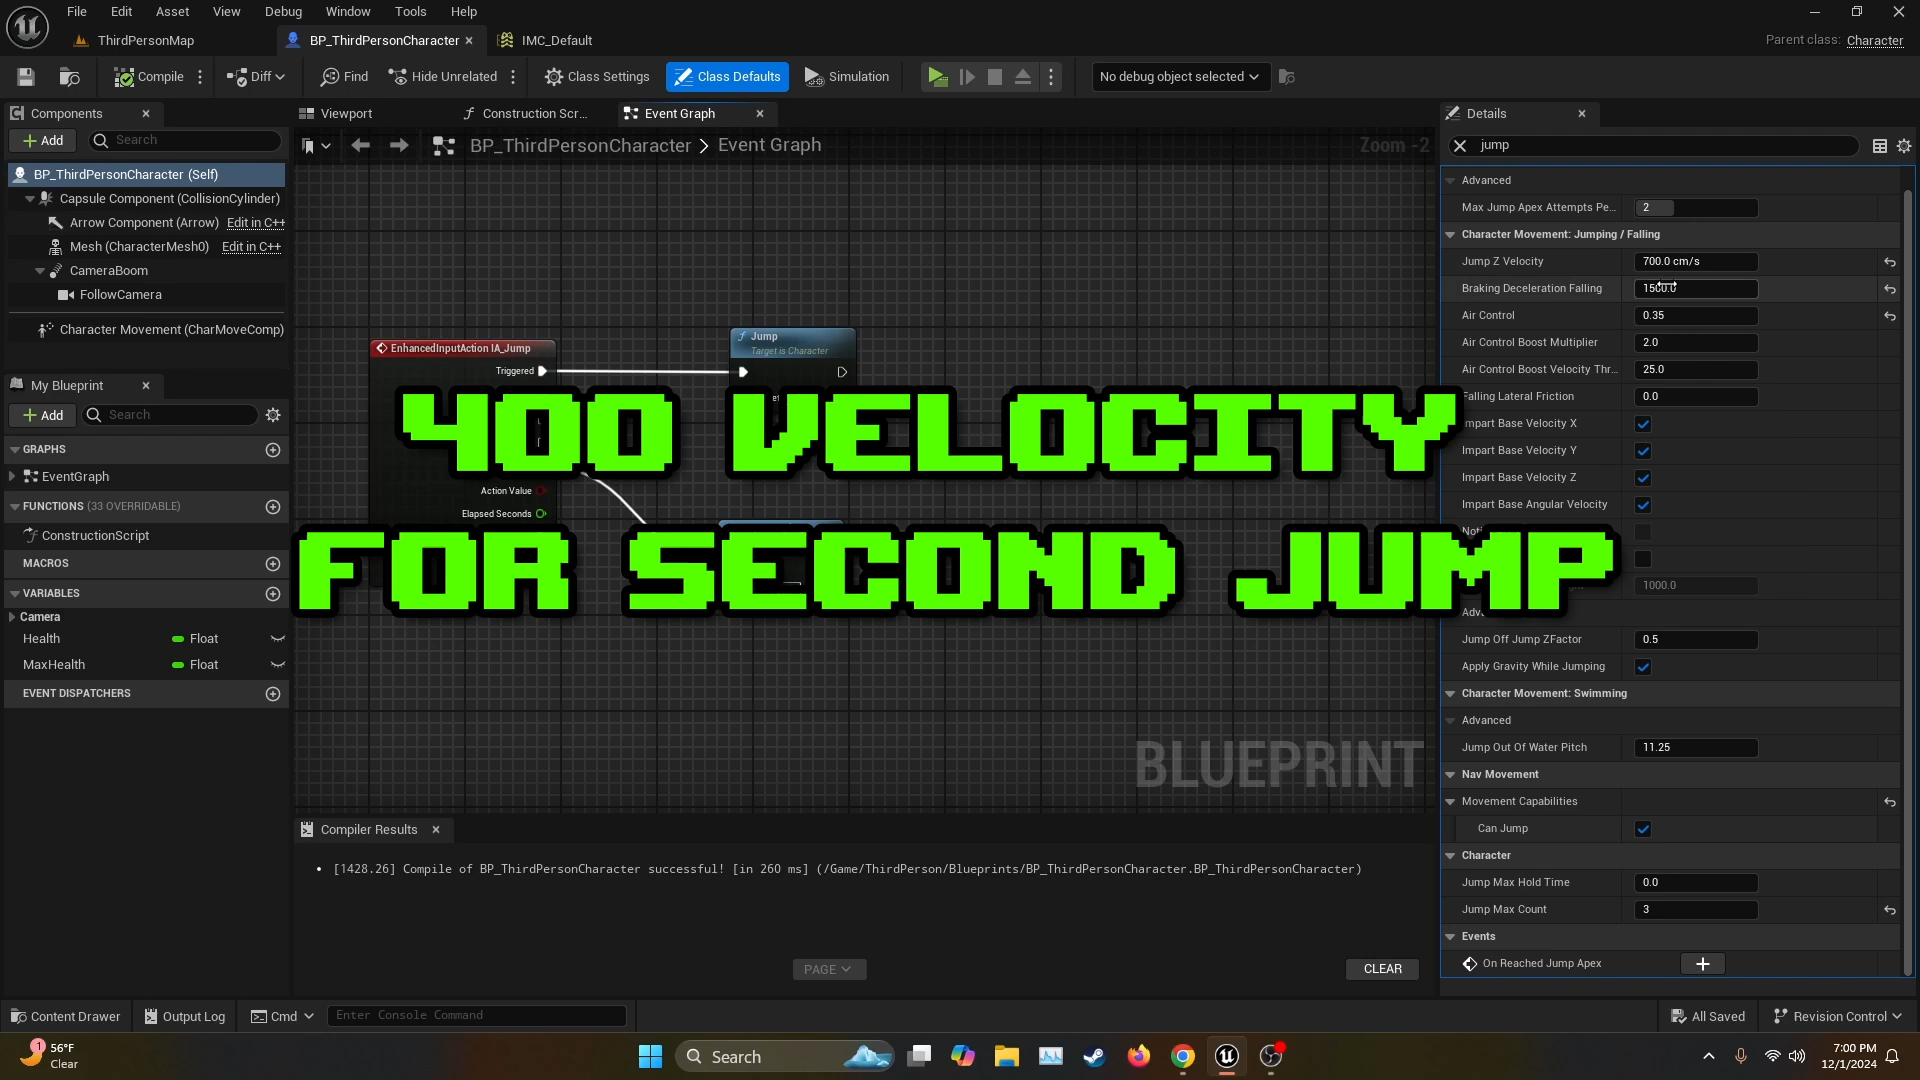 File Edit Asset View Debug Window Tools Help
ThirdPersonMap BP_ThirdPersonCharacter IMC_Default
Parent class: Character
Compile Diff Find Hide Unrelated Class Settings Class Defaults Simulation No debug object selected
Components
Add Search
BP_ThirdPersonCharacter (Self)
Capsule Component (CollisionCylinder)
Arrow Component (Arrow) Edit in C++
Mesh (CharacterMesh0) Edit in C++
CameraBoom
FollowCamera
Character Movement (CharMoveComp)
My Blueprint
Add Search
GRAPHS
EventGraph
FUNCTIONS (33 OVERRIDABLE)
ConstructionScript
MACROS
VARIABLES
Camera
Health Float
MaxHealth Float
EVENT DISPATCHERS
Viewport Construction Scr... Event Graph
BP_ThirdPersonCharacter > Event Graph Zoom -2
EnhancedInputAction IA_Jump
Triggered
Action Value
Elapsed Seconds
Jump
Target is Character
400 VELOCITY
FOR SECOND JUMP
BLUEPRINT
Compiler Results
[1428.26] Compile of BP_ThirdPersonCharacter successful! [in 260 ms] (/Game/ThirdPerson/Blueprints/BP_ThirdPersonCharacter.BP_ThirdPersonCharacter)
PAGE CLEAR
Details
jump
Advanced
Max Jump Apex Attempts Pe... 2
Character Movement: Jumping / Falling
Jump Z Velocity 700.0 cm/s
Braking Deceleration Falling 1500.0
Air Control 0.35
Air Control Boost Multiplier 2.0
Air Control Boost Velocity Thr... 25.0
Falling Lateral Friction 0.0
Impart Base Velocity X
Impart Base Velocity Y
Impart Base Velocity Z
Impart Base Angular Velocity
1000.0
Jump Off Jump ZFactor 0.5
Apply Gravity While Jumping
Character Movement: Swimming
Advanced
Jump Out Of Water Pitch 11.25
Nav Movement
Movement Capabilities
Can Jump
Character
Jump Max Hold Time 0.0
Jump Max Count 3
Events
On Reached Jump Apex
Content Drawer Output Log Cmd Enter Console Command All Saved Revision Control
1 56°F
Clear
Search
7:00 PM
12/1/2024